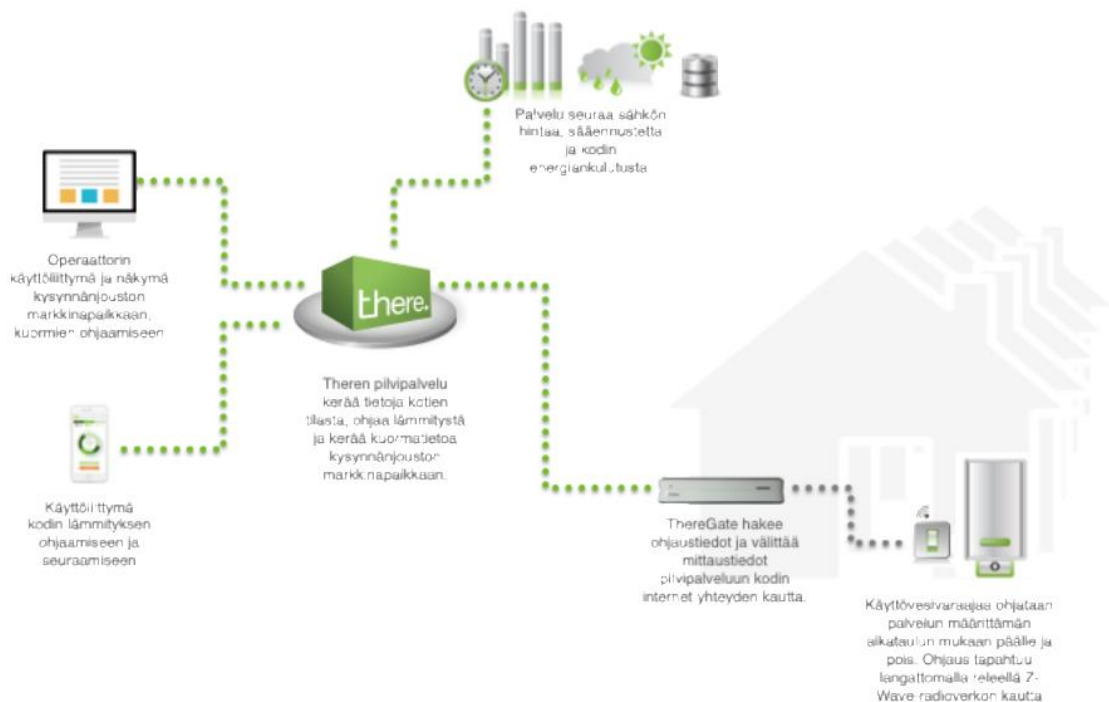 Palvelu seuraa sähkön
hintaa, sääennustetta
ja kodin
energiankulutusta
Operaattorin
käyttöliittymä ja näkymä
kysynnänjouston
markkinapaikkaan,
kuormien ohjaamiseen
there.
Theren pilvipalvelu
kerää tietoja kotien
tilasta, ohjaa lämmitystä
ja kerää kuormatietoa
kysynnänjouston
markkinapaikkaan.
Käyttöliittymä
kodin lämmityksen
ohjaamiseen ja
seuraamiseen
ThereGate hakee
ohjaustiedot ja välittää
mittaustiedot
pilvipalveluun kodin
internet yhteyden kautta.
Käyttövesivaraajaa ohjataan
palvelun määrittämän
aikataulun mukaan päälle ja
pois. Ohjaus tapahtuu
langattomalla releellä Z-
Wave radioverkon kautta